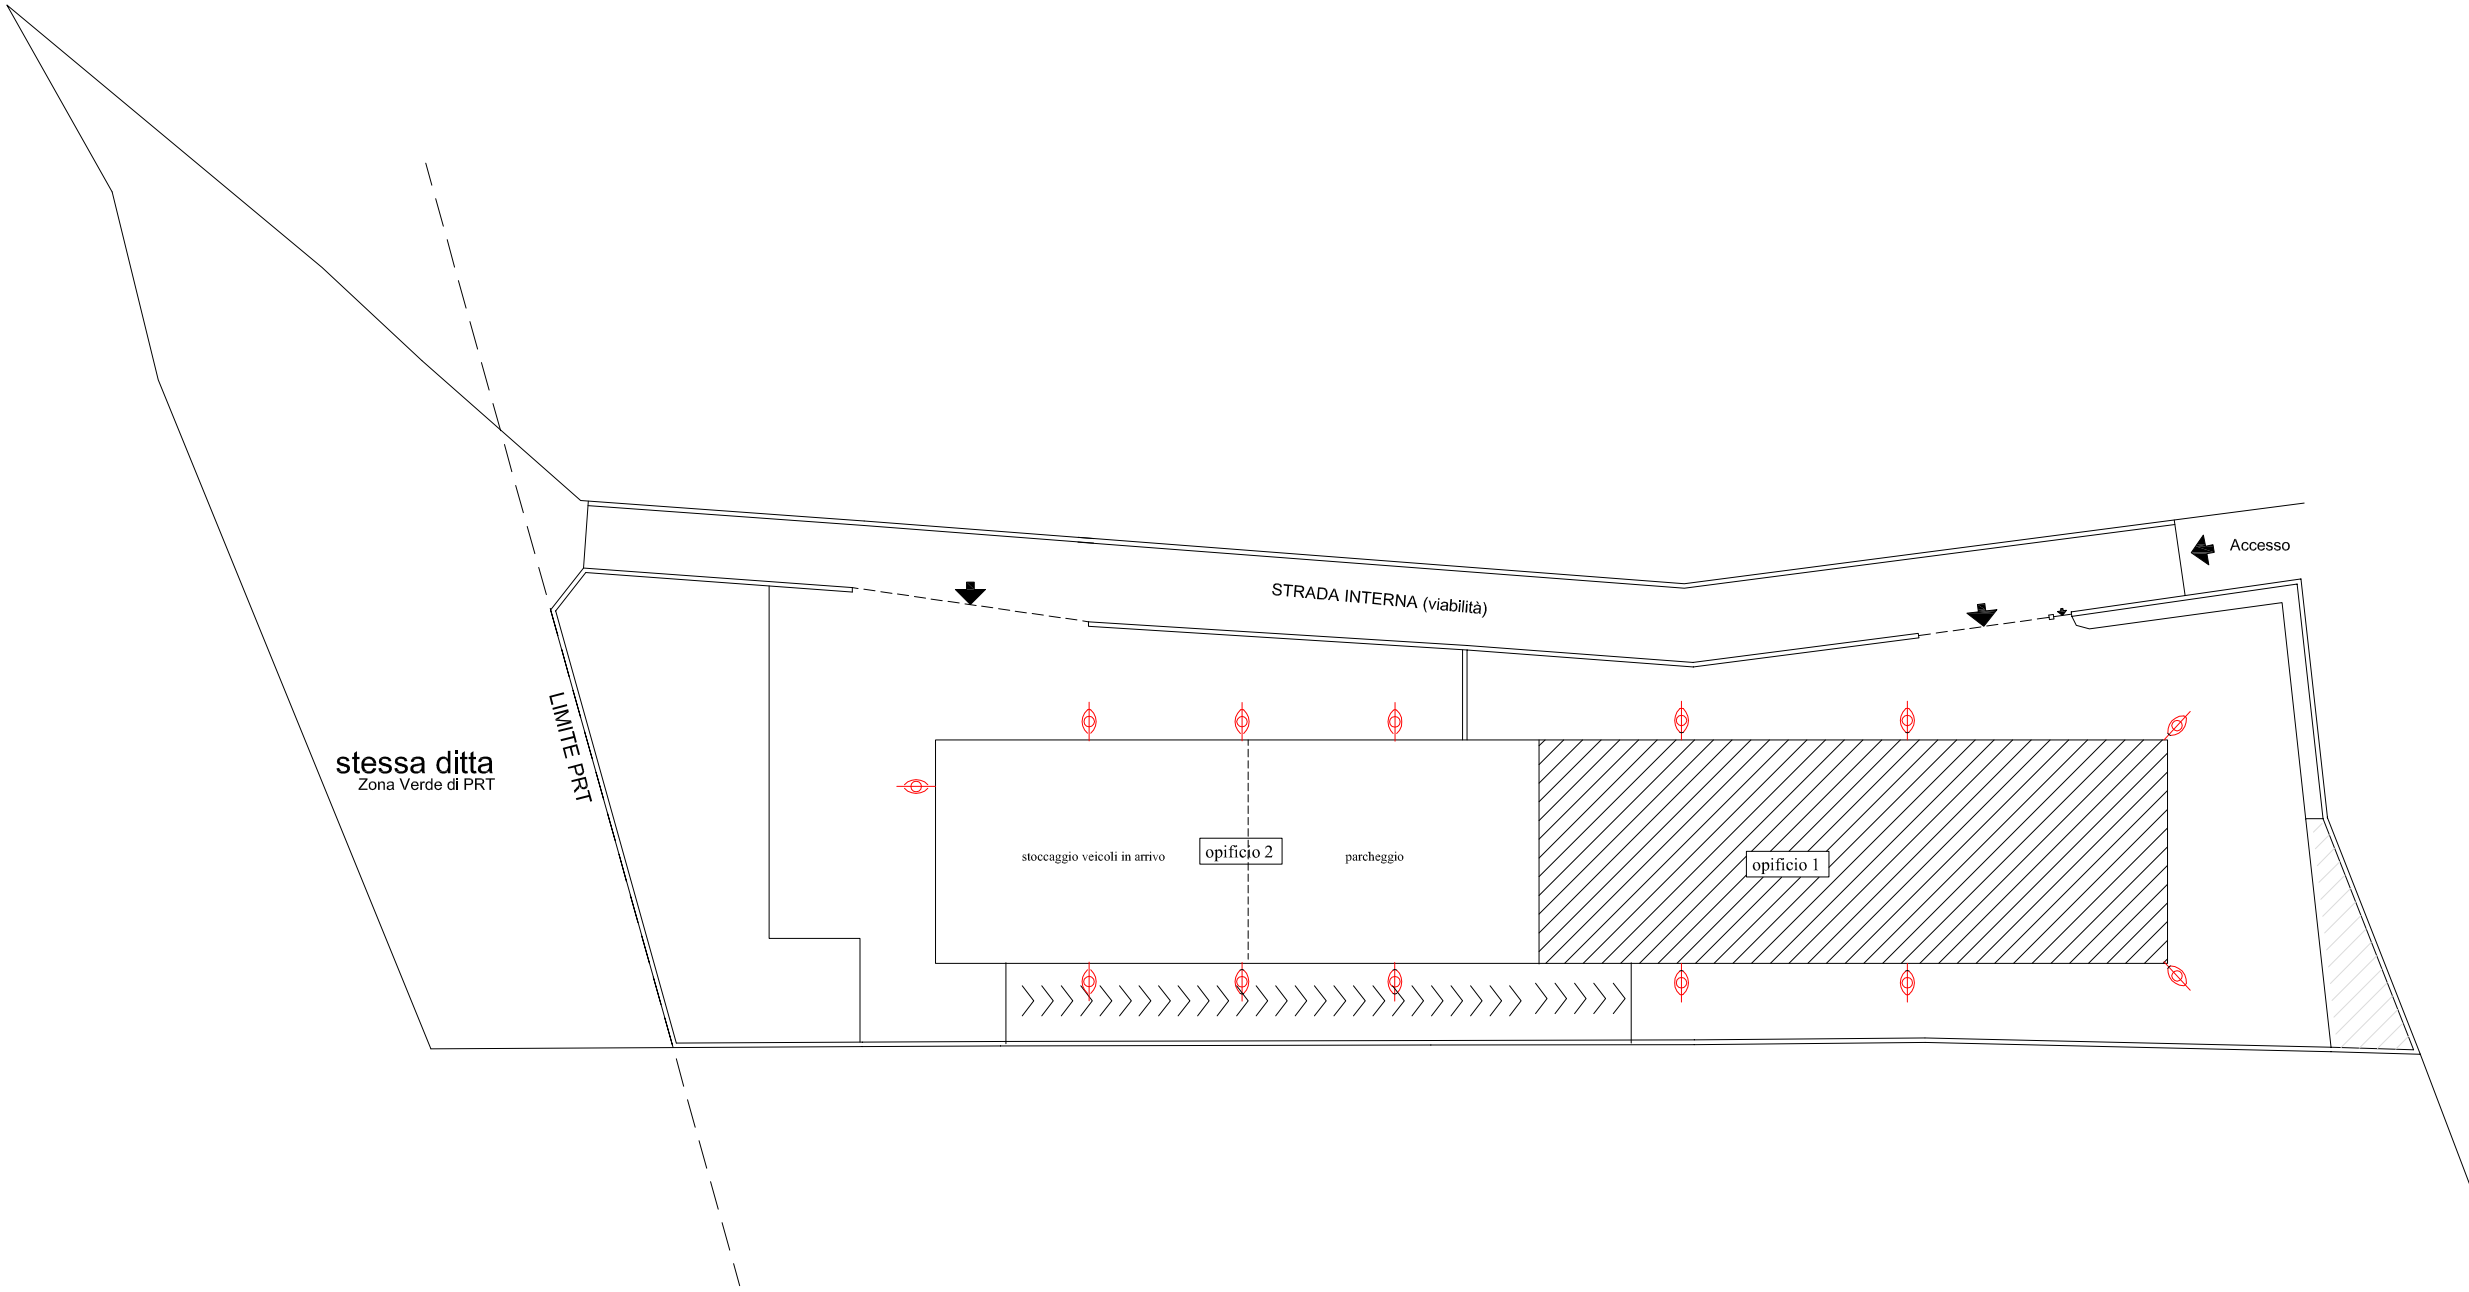 Accesso
STRADA INTERNA (viabilità)
LIMITE PRT
stessa ditta
Zona Verde di PRT
stoccaggio veicoli in arrivo
opificio 2
parcheggio
opificio 1